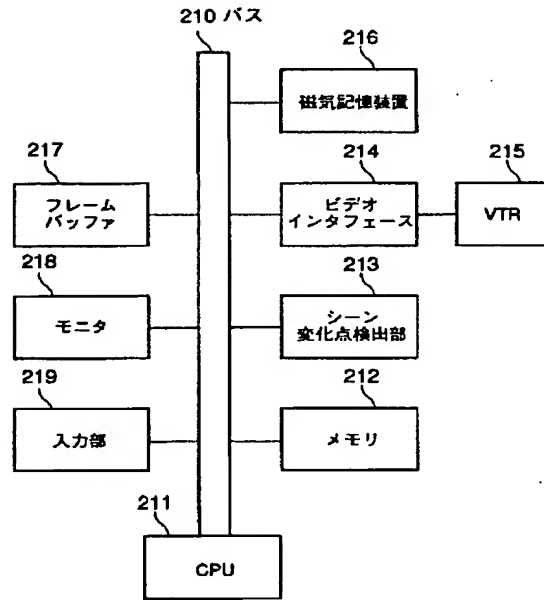 210 バス
216
磁気記憶装置
217
214
215
フレーム
バッファ
ビデオ
インタフェース
VTR
218
213
モニタ
シーン
変化点検出部
219
212
入力部
メモリ
211
CPU